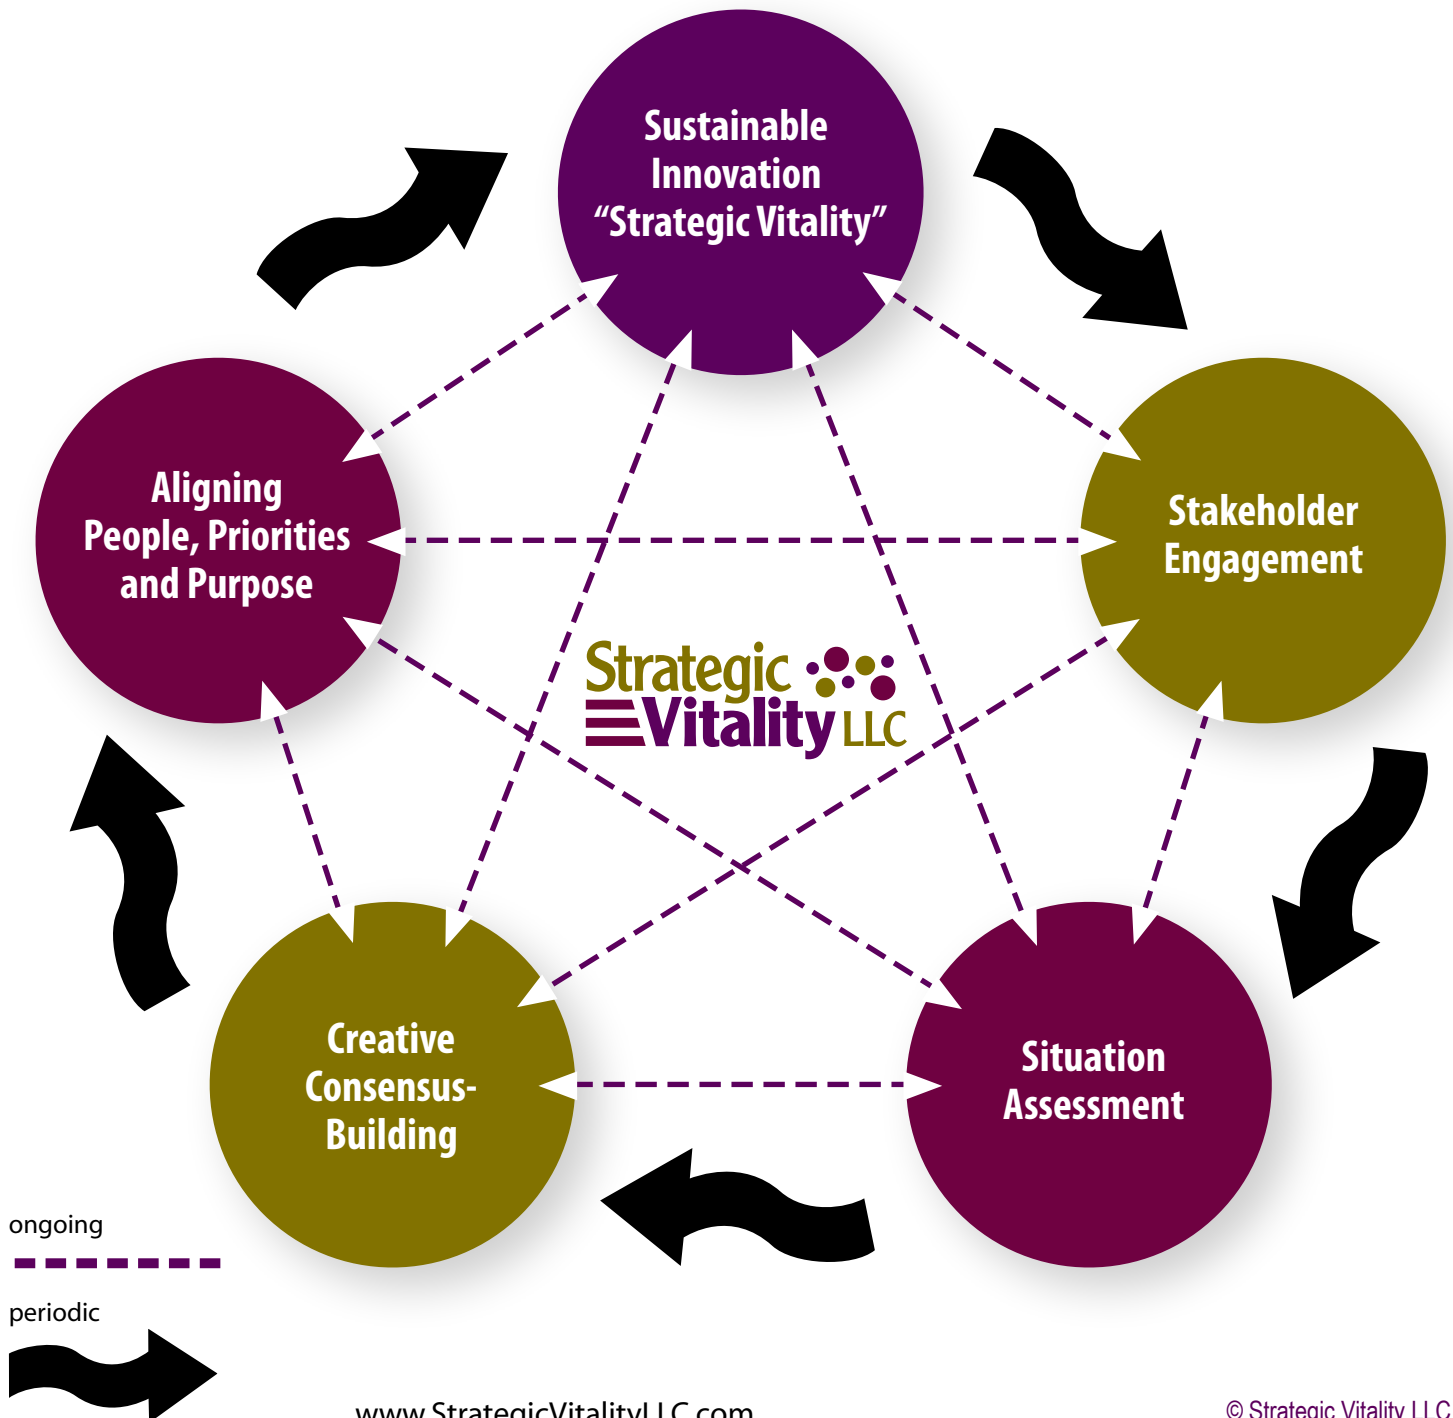 Sustainable
Innovation
“Strategic Vitality”
Aligning
People, Priorities
and Purpose
Stakeholder
Engagement
Strategic
Vitality LLC
Creative
Consensus-
Building
Situation
Assessment
ongoing
periodic
www.StrategicVitalityLLC.com
© Strategic Vitality LLC